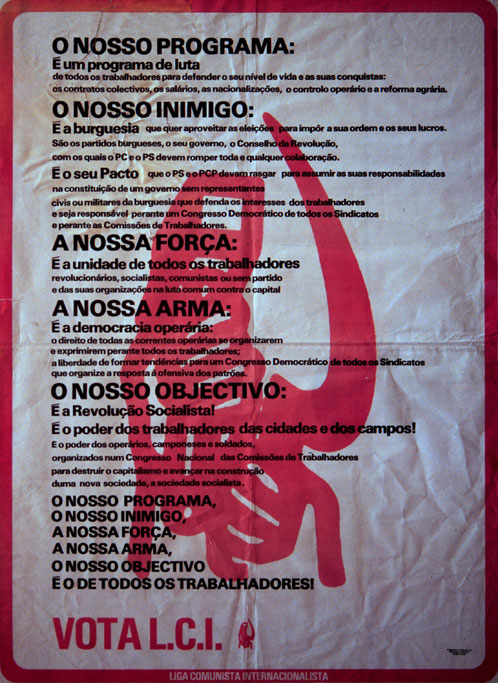 O NOSSO PROGRAMA:
É um programa de luta
de todos os trabalhadores para defender o seu nível de vida e as suas conquistas:
os contratos colectivos, os salários, as nacionalizações, o controlo operário e a reforma agrária.
O NOSSO INIMIGO:
É a burguesia que quer aproveitar as eleições para impôr a sua ordem e os seus lucros.
São os partidos burgueses, o seu governo, o Conselho da Revolução,
com os quais o PC e o PS devem romper toda e qualquer colaboração.
É o seu Pacto que o PS e o PCP devem rasgar para assumir as suas responsabilidades
na constituição de um governo sem representantes
civis ou militares da burguesia que defenda os interesses dos trabalhadores
e seja responsável perante um Congresso Democrático de todos os Sindicatos
e perante as Comissões de Trabalhadores.
A NOSSA FORÇA:
É a unidade de todos os trabalhadores
revolucionários, socialistas, comunistas ou sem partido
e das suas organizações na luta comum contra o capital
A NOSSA ARMA:
É a democracia operária:
o direito de todas as correntes operárias se organizarem
e exprimirem perante todos os trabalhadores;
a liberdade de formar tendências para um Congresso Democrático de todos os Sindicatos
que organize a resposta á ofensiva dos patrões.
O NOSSO OBJECTIVO:
É a Revolução Socialista!
É o poder dos trabalhadores das cidades e dos campos!
É o poder dos operários, camponeses e soldados,
organizados num Congresso Nacional das Comissões de Trabalhadores
para destruir o capitalismo e avançar na construção
duma nova sociedade, a sociedade socialista.
O NOSSO PROGRAMA,
O NOSSO INIMIGO,
A NOSSA FORÇA,
A NOSSA ARMA,
O NOSSO OBJECTIVO
É O DE TODOS OS TRABALHADORES!
VOTA L.C.I.
LIGA COMUNISTA INTERNACIONALISTA